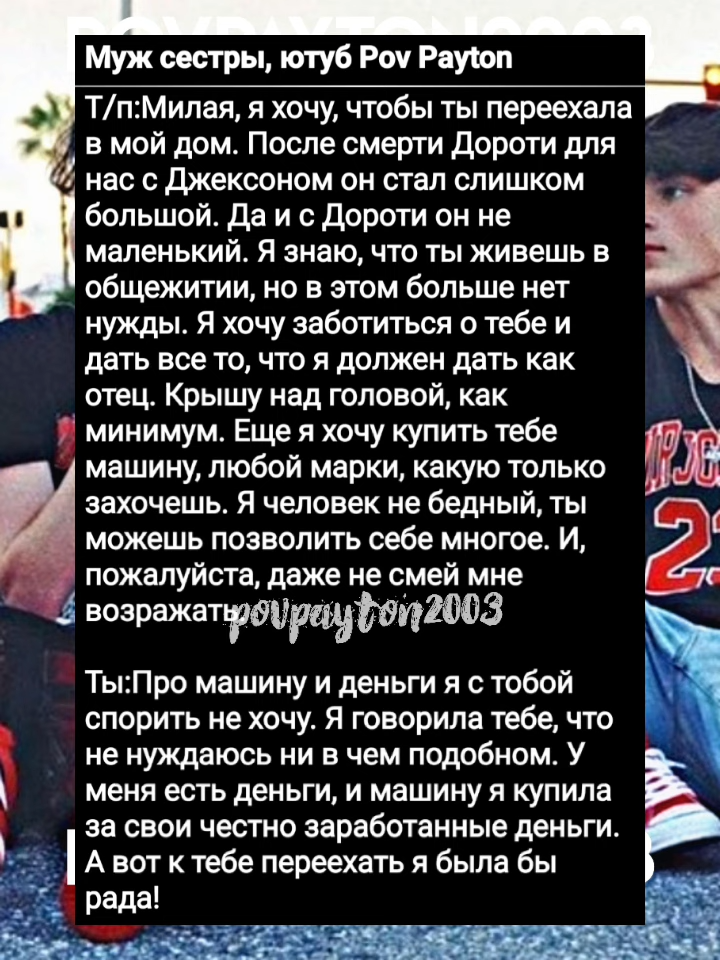 POVPAYTON2003
Муж сестры, ютуб Pov Payton
Т/п:Милая, я хочу, чтобы ты переехала
в мой дом. После смерти Дороти для
нас с Джексоном он стал слишком
большой. Да и с Дороти он не
маленький. Я знаю, что ты живешь в
общежитии, но в этом больше нет
нужды. Я хочу заботиться о тебе и
дать все то, что я должен дать как
отец. Крышу над головой, как
минимум. Еще я хочу купить тебе
машину, любой марки, какую только
захочешь. Я человек не бедный, ты
можешь позволить себе многое. И,
пожалуйста, даже не смей мне
возражать.
povpayton2003
Ты:Про машину и деньги я с тобой
спорить не хочу. Я говорила тебе, что
не нуждаюсь ни в чем подобном. У
меня есть деньги, и машину я купила
за свои честно заработанные деньги.
А вот к тебе переехать я была бы
рада!